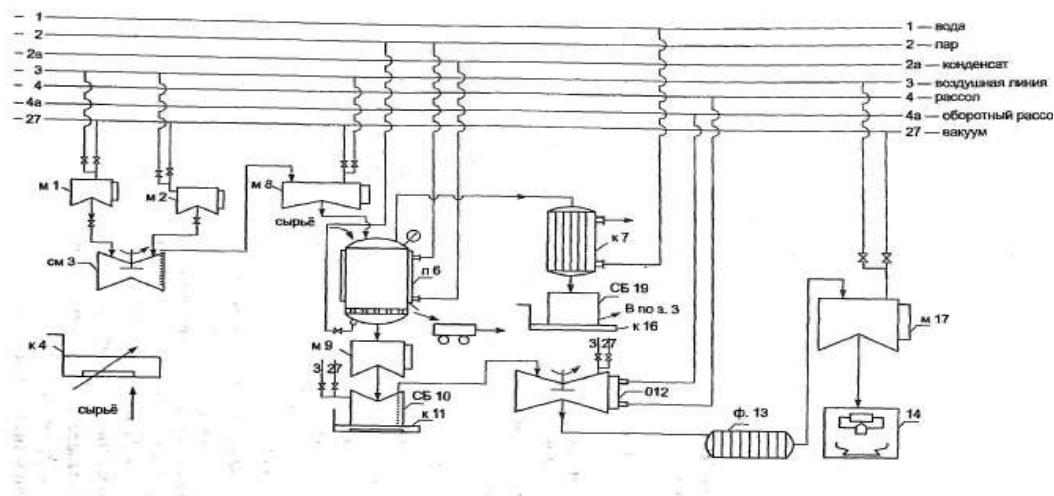 1
2
2а
3
4
4а
27
1 — вода
2 — пар
2а — конденсат
3 — воздушная линия
4 — рассол
4а — оборотный рассо
27 — вакуум
м 1
м 2
м 8
сырьё
см 3
п 6
к 7
СБ 19
В поз. 3
к 16
м 17
к 4
сырьё
м 9
3 27
СБ 10
к 11
3 27
012
ф. 13
14